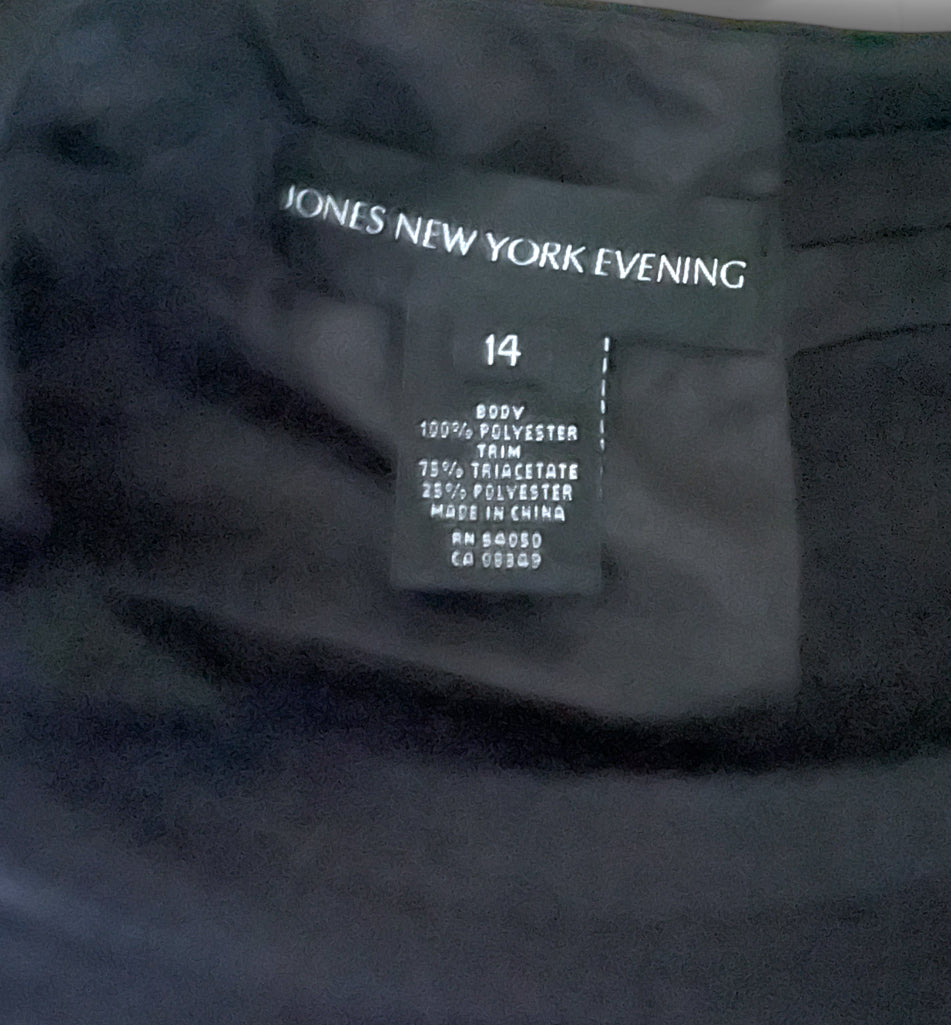 JONES NEW YORK EVENING
14
BODY
100% POLYESTER
TRIM
75% TRIACETATE
25% POLYESTER
MADE IN CHINA
RN 54050
CA